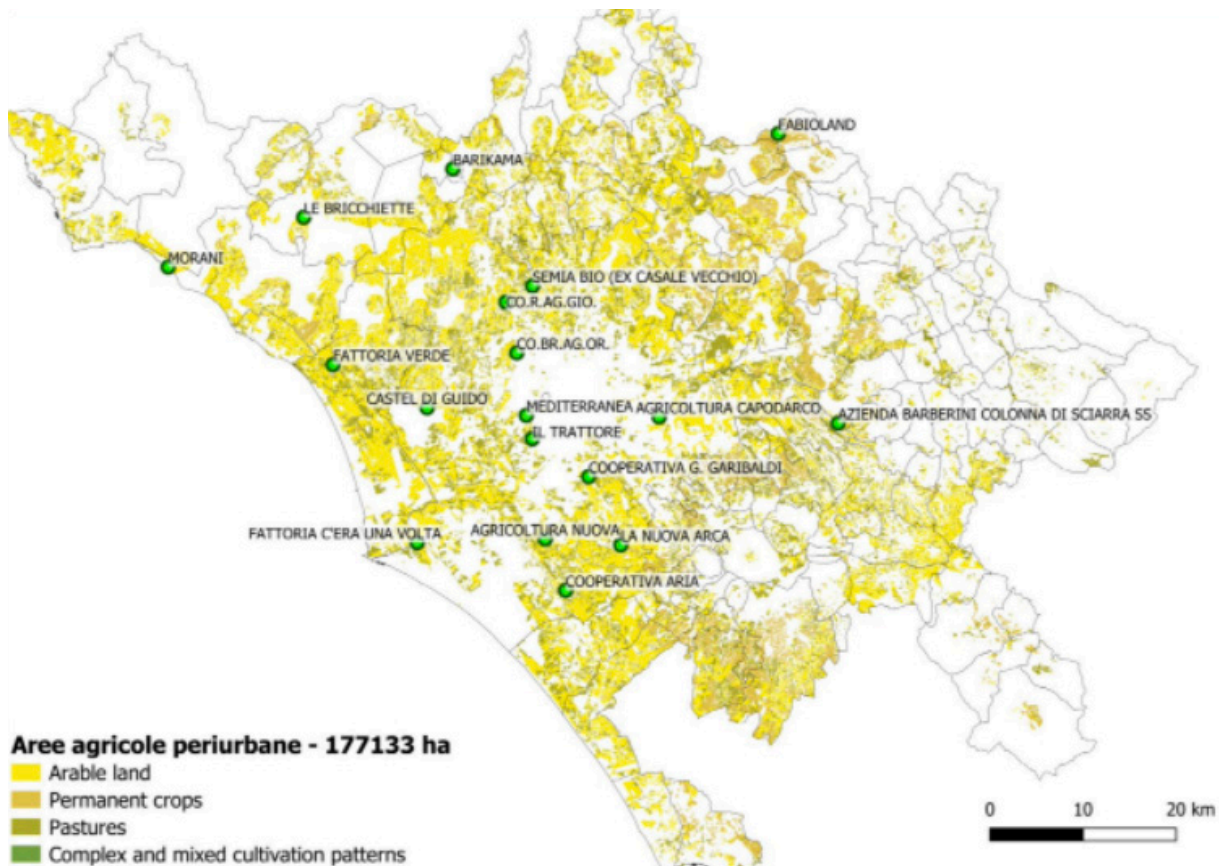 FABIOLAND
BARIKAMA
LE BRICCHIETTE
MORANI
SEMIA BIO (EX CASALE VECCHIO)
CO.R.AG.GIO.
CO.BR.AG.OR.
FATTORIA VERDE
CASTEL DI GUIDO
MEDITERRANEA
AGRICOLTURA CAPODARCO
AZIENDA BARBERINI COLONNA DI SCIARRA SS
IL TRATTORE
COOPERATIVA G. GARIBALDI
FATTORIA C'ERA UNA VOLTA
AGRICOLTURA NUOVA
LA NUOVA ARCA
COOPERATIVA ARIA
Aree agricole periurbane - 177133 ha
Arable land
Permanent crops
Pastures
Complex and mixed cultivation patterns
0 10 20 km